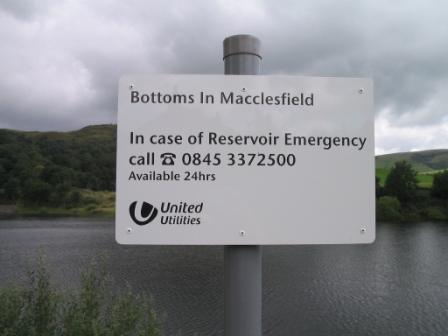 Bottoms In Macclesfield
In case of Reservoir Emergency
call ☎ 0845 3372500
Available 24hrs
United
Utilities